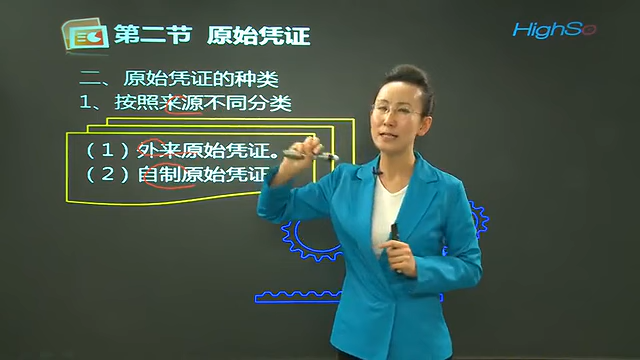 第二节 原始凭证
HighSo
二、原始凭证的种类
1、按照来源不同分类
（1）外来原始凭证。
（2）自制原始凭证